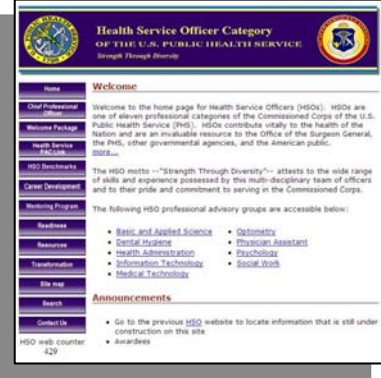 Health Service Officer Category
OF THE U.S. PUBLIC HEALTH SERVICE
Strength Through Diversity
Home
Chief Professional
Officer
Welcome Package
Health Service
HSO Benchmarks
Career Development
Mentoring Program
Readiness
Resources
Transformation
Site map
Search
Contact Us
HSO web counter
429
Welcome
Welcome to the home page for Health Service Officers (HSOs). HSOs are
one of eleven professional categories of the Commissioned Corps of the U.S.
Public Health Service (PHS). HSOs contribute vitally to the health of the
Nation and are an invaluable resource to the Office of the Surgeon General,
the PHS, other governmental agencies, and the American public.
more...
The HSO motto --"Strength Through Diversity"-- attests to the wide range
of skills and experience possessed by this multi-disciplinary team of officers
and to their pride and commitment to serving in the Commissioned Corps.
The following HSO professional advisory groups are accessible below:
• Basic and Applied Science
• Dental Hygiene
• Health Administration
• Information Technology
• Medical Technology
• Optometry
• Physician Assistant
• Psychology
• Social Work
Announcements
• Go to the previous HSO website to locate information that is still under
construction on this site
• Awardees